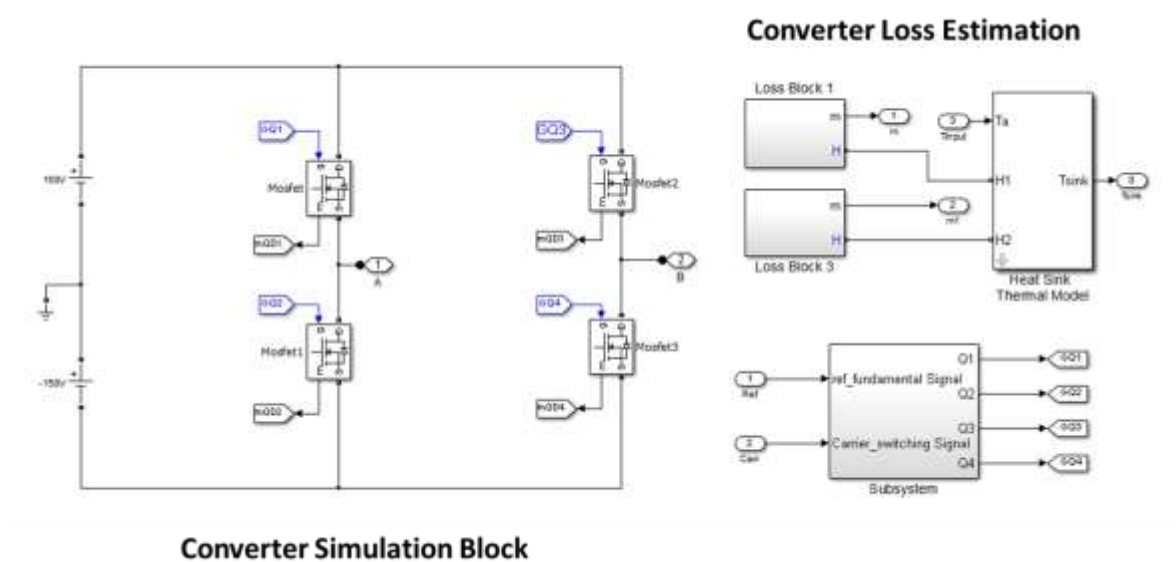 Converter Loss Estimation
Loss Block 1
m
1
m
H
3
Tinput
Ta
H1
Tsink
3
Tsink
m
2
m1
H
H2
Loss Block 3
Heat Sink
Thermal Model
GQ1
GQ3
+
150V
Mosfet
g
D
m
S
Mosfet2
g
D
m
S
mQD1
mQD3
1
A
2
B
GQ2
GQ4
+
-150V
Mosfet1
g
D
m
S
Mosfet3
g
D
m
S
mQD2
mQD4
1
Ref
ref_fundamental Signal
2
Carr
Carrier_switching Signal
Q1
GQ1
Q2
GQ2
Q3
GQ3
Q4
GQ4
Subsystem
Converter Simulation Block